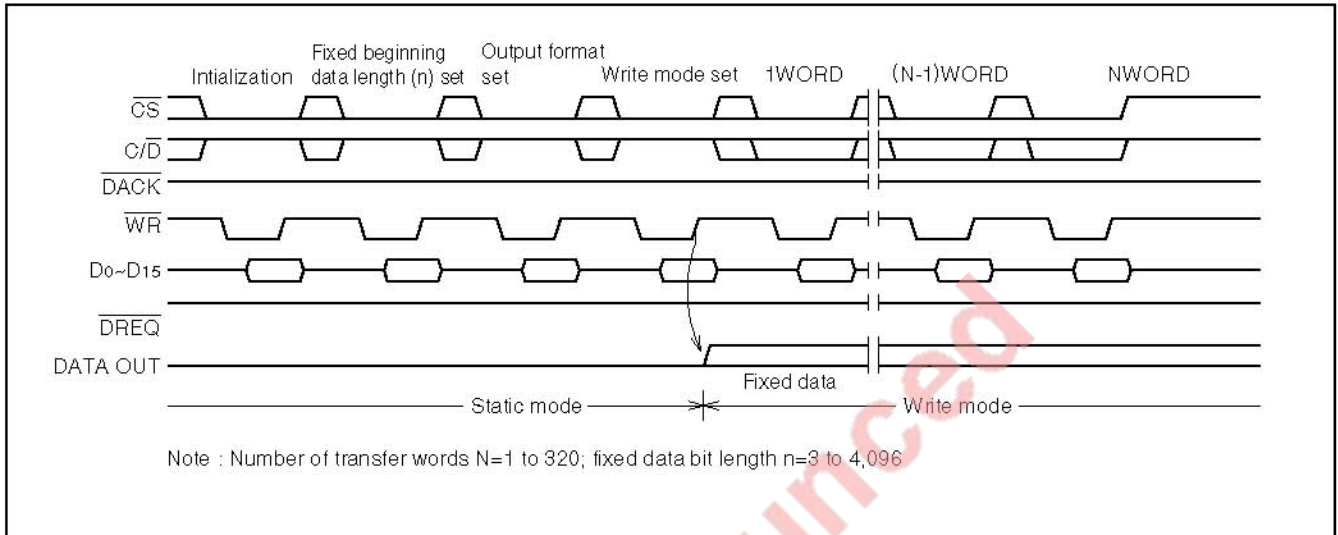 Intialization
Fixed beginning
data length (n) set
Output format
set
Write mode set
1WORD
(N-1)WORD
NWORD
CS
C/D
DACK
WR
D0~D15
DREQ
DATA OUT
Fixed data
Static mode
Write mode
Note : Number of transfer words N=1 to 320; fixed data bit length n=3 to 4,096
unced